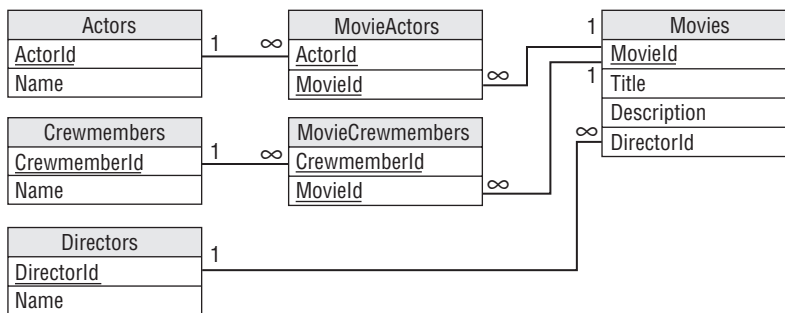 Actors
ActorId
Name
1
∞
MovieActors
ActorId
MovieId
∞
1
Movies
MovieId
1
Title
Description
∞
DirectorId
Crewmembers
CrewmemberId
Name
1
∞
MovieCrewmembers
CrewmemberId
MovieId
∞
Directors
DirectorId
Name
1